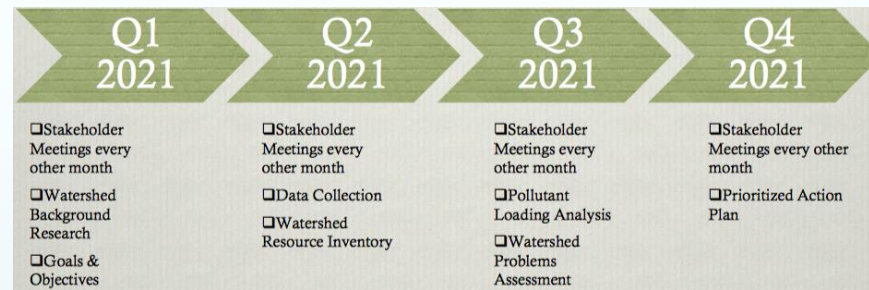 Q1
2021
Q2
2021
Q3
2021
Q4
2021
❑Stakeholder
Meetings every
other month
❑Watershed
Background
Research
❑Goals &
Objectives
❑Stakeholder
Meetings every
other month
❑Data Collection
❑Watershed
Resource Inventory
❑Stakeholder
Meetings every
other month
❑Pollutant
Loading Analysis
❑Watershed
Problems
Assessment
❑Stakeholder
Meetings every other
month
❑Prioritized Action
Plan